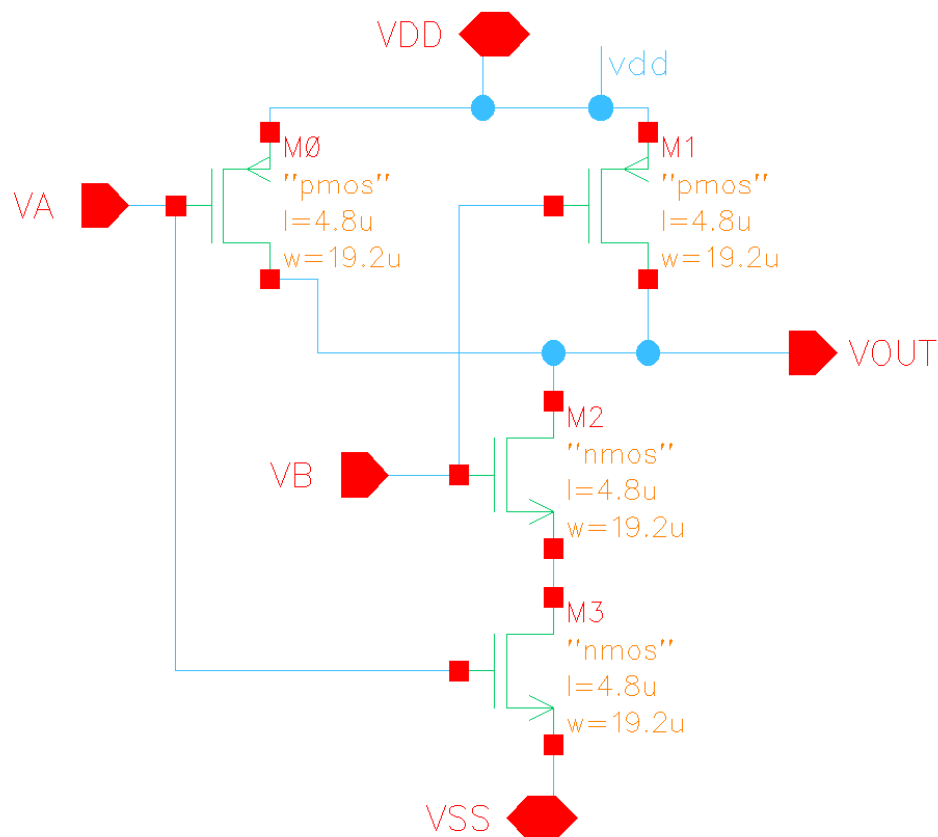 VDD
vdd
M0
"pmos"
l=4.8u
w=19.2u
M1
"pmos"
l=4.8u
w=19.2u
VA
VOUT
M2
"nmos"
l=4.8u
w=19.2u
VB
M3
"nmos"
l=4.8u
w=19.2u
VSS